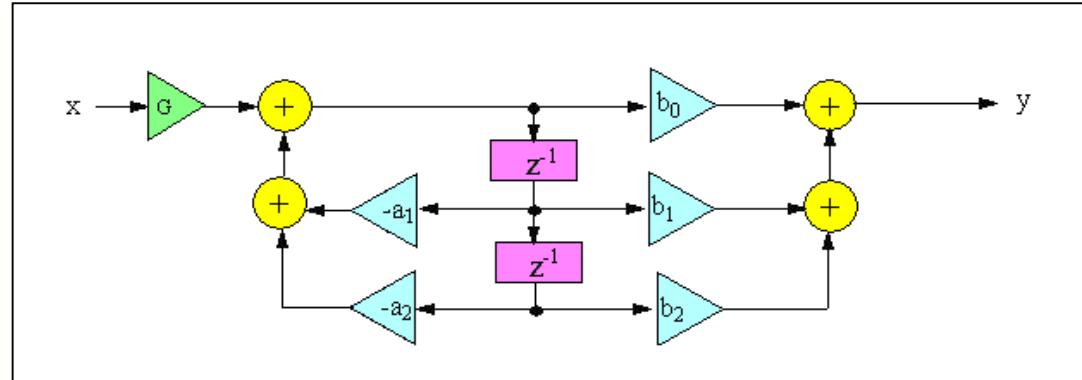 x G + b₀ + y
z⁻¹
+ -a₁ b₁ +
z⁻¹
-a₂ b₂